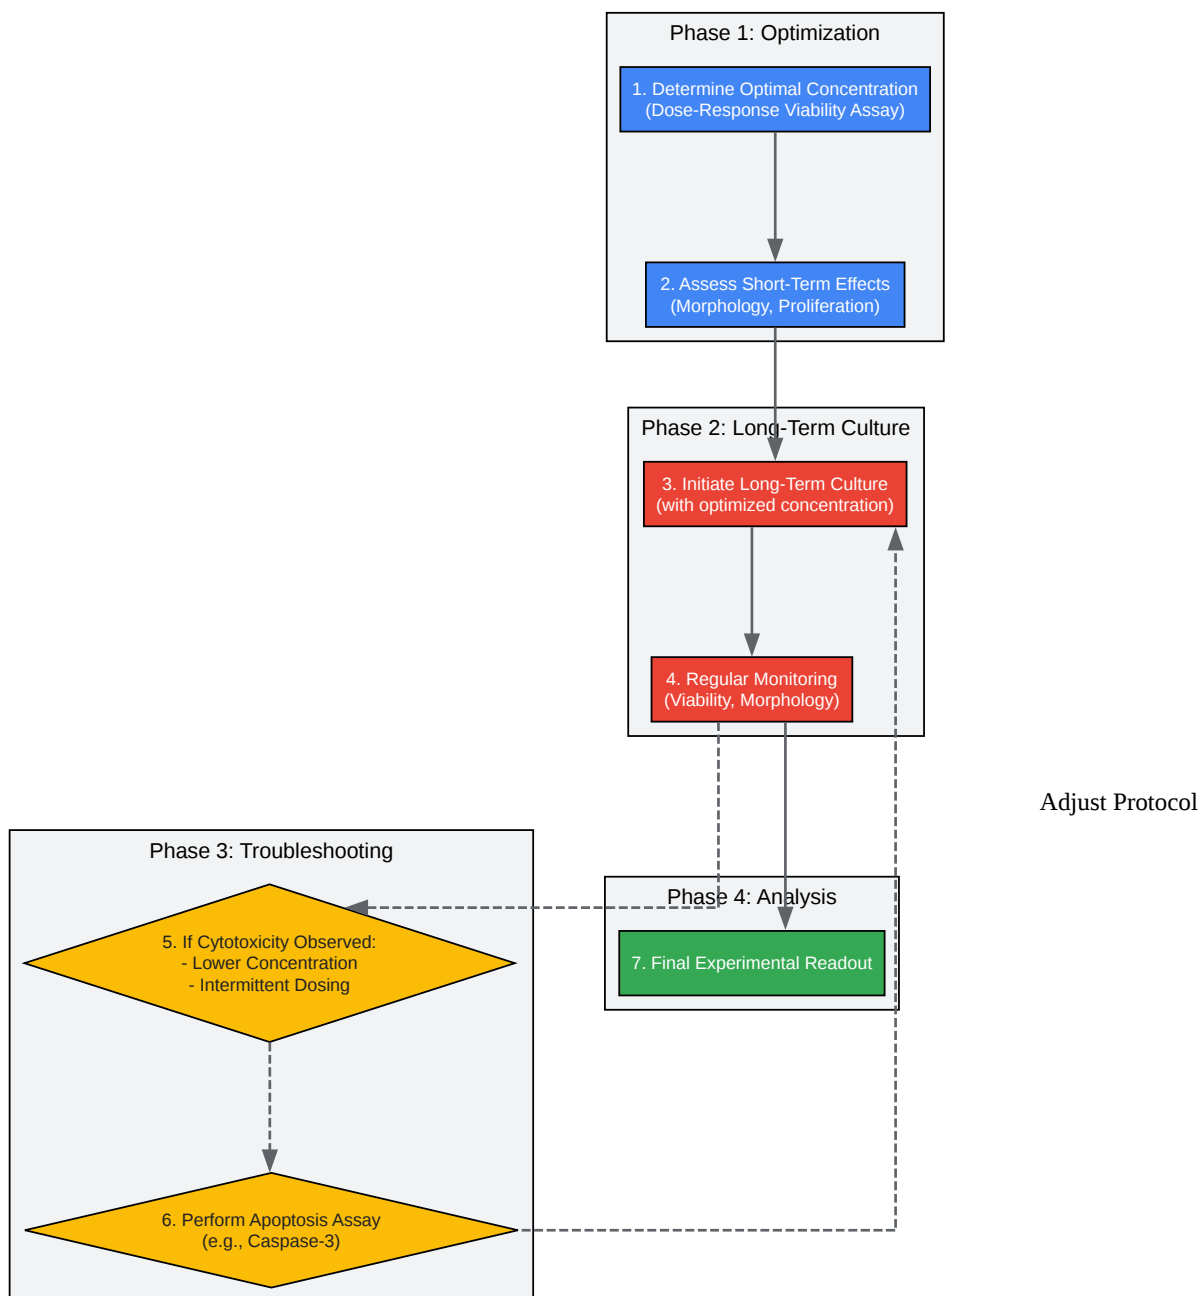 Phase 1: Optimization
1. Determine Optimal Concentration
(Dose-Response Viability Assay)
2. Assess Short-Term Effects
(Morphology, Proliferation)
Phase 2: Long-Term Culture
3. Initiate Long-Term Culture
(with optimized concentration)
4. Regular Monitoring
(Viability, Morphology)
Adjust Protocol
Phase 3: Troubleshooting
5. If Cytotoxicity Observed:
- Lower Concentration
- Intermittent Dosing
6. Perform Apoptosis Assay
(e.g., Caspase-3)
Phase 4: Analysis
7. Final Experimental Readout